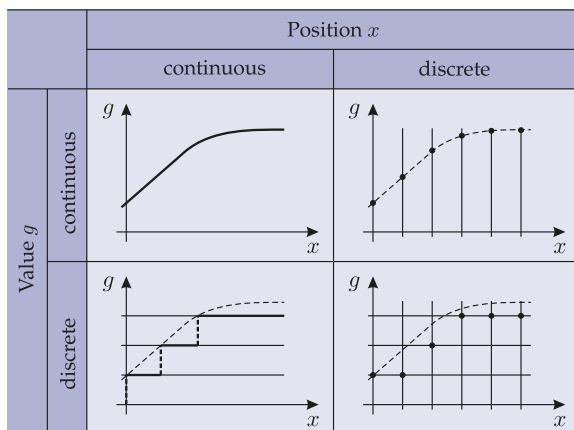 Position x
continuous discrete
Value g
continuous
g
x
g
x
discrete
g
x
g
x